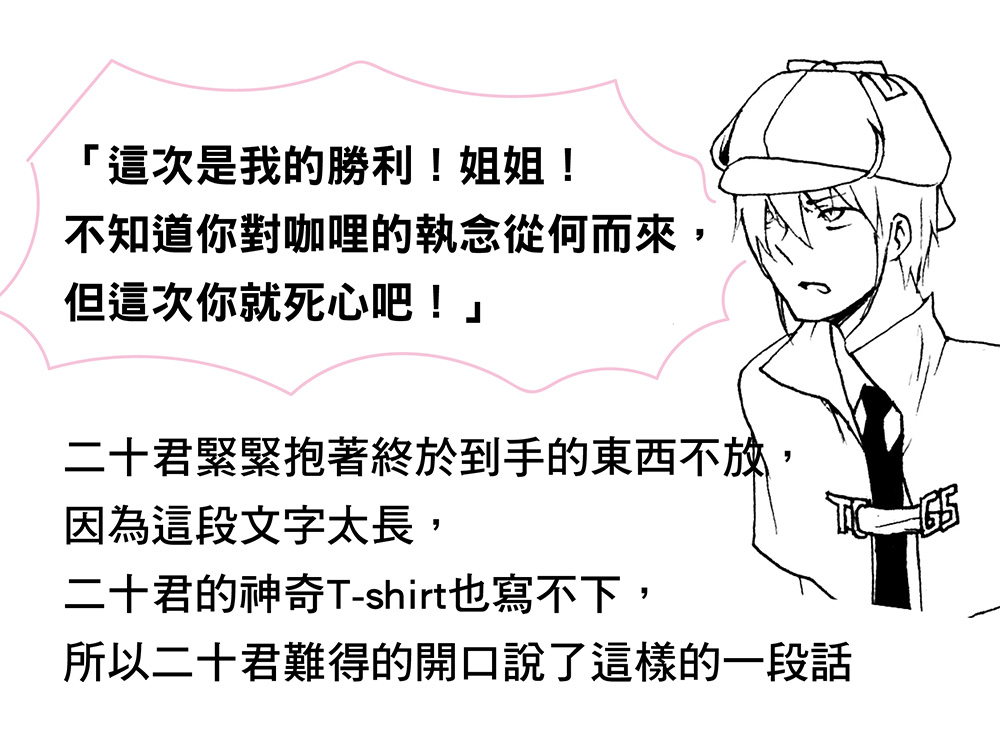 「這次是我的勝利！姐姐！
不知道你對咖哩的執念從何而來，
但這次你就死心吧！」
二十君緊緊抱著終於到手的東西不放，
因為這段文字太長，
二十君的神奇T-shirt也寫不下，
所以二十君難得的開口說了這樣的一段話